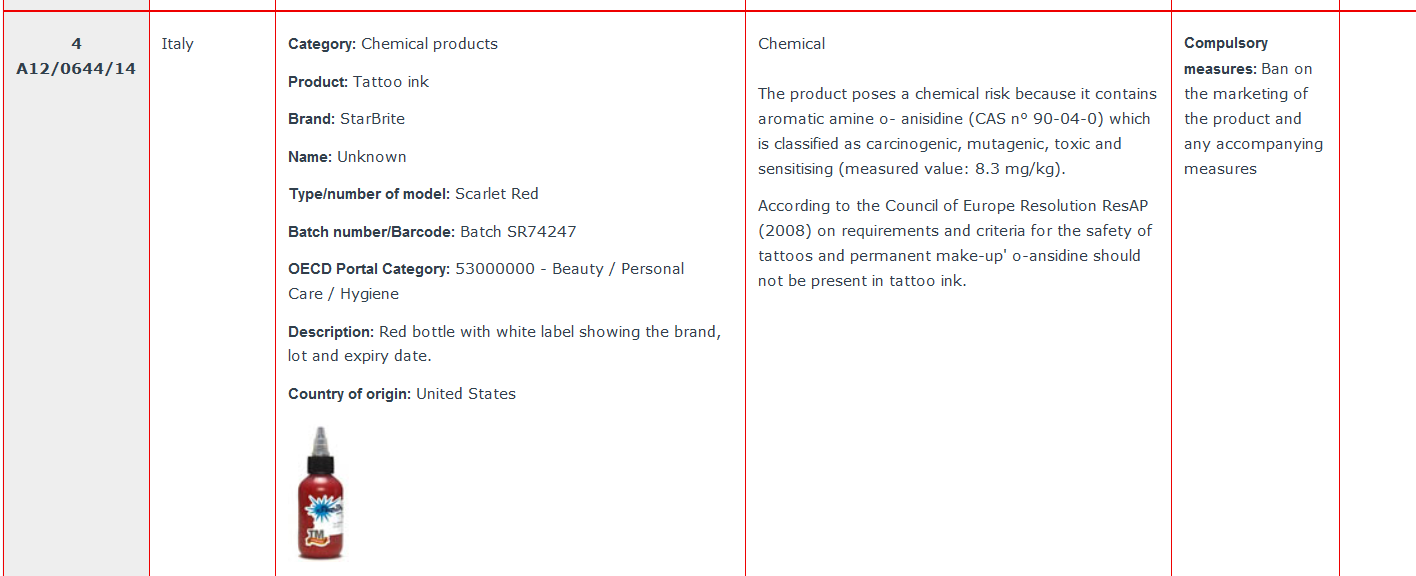 4
A12/0644/14
Italy
Category: Chemical products
Product: Tattoo ink
Brand: StarBrite
Name: Unknown
Type/number of model: Scarlet Red
Batch number/Barcode: Batch SR74247
OECD Portal Category: 53000000 - Beauty / Personal
Care / Hygiene
Description: Red bottle with white label showing the brand,
lot and expiry date.
Country of origin: United States
TM
Chemical
The product poses a chemical risk because it contains
aromatic amine o- anisidine (CAS n° 90-04-0) which
is classified as carcinogenic, mutagenic, toxic and
sensitising (measured value: 8.3 mg/kg).
According to the Council of Europe Resolution ResAP
(2008) on requirements and criteria for the safety of
tattoos and permanent make-up' o-ansidine should
not be present in tattoo ink.
Compulsory
measures: Ban on
the marketing of
the product and
any accompanying
measures